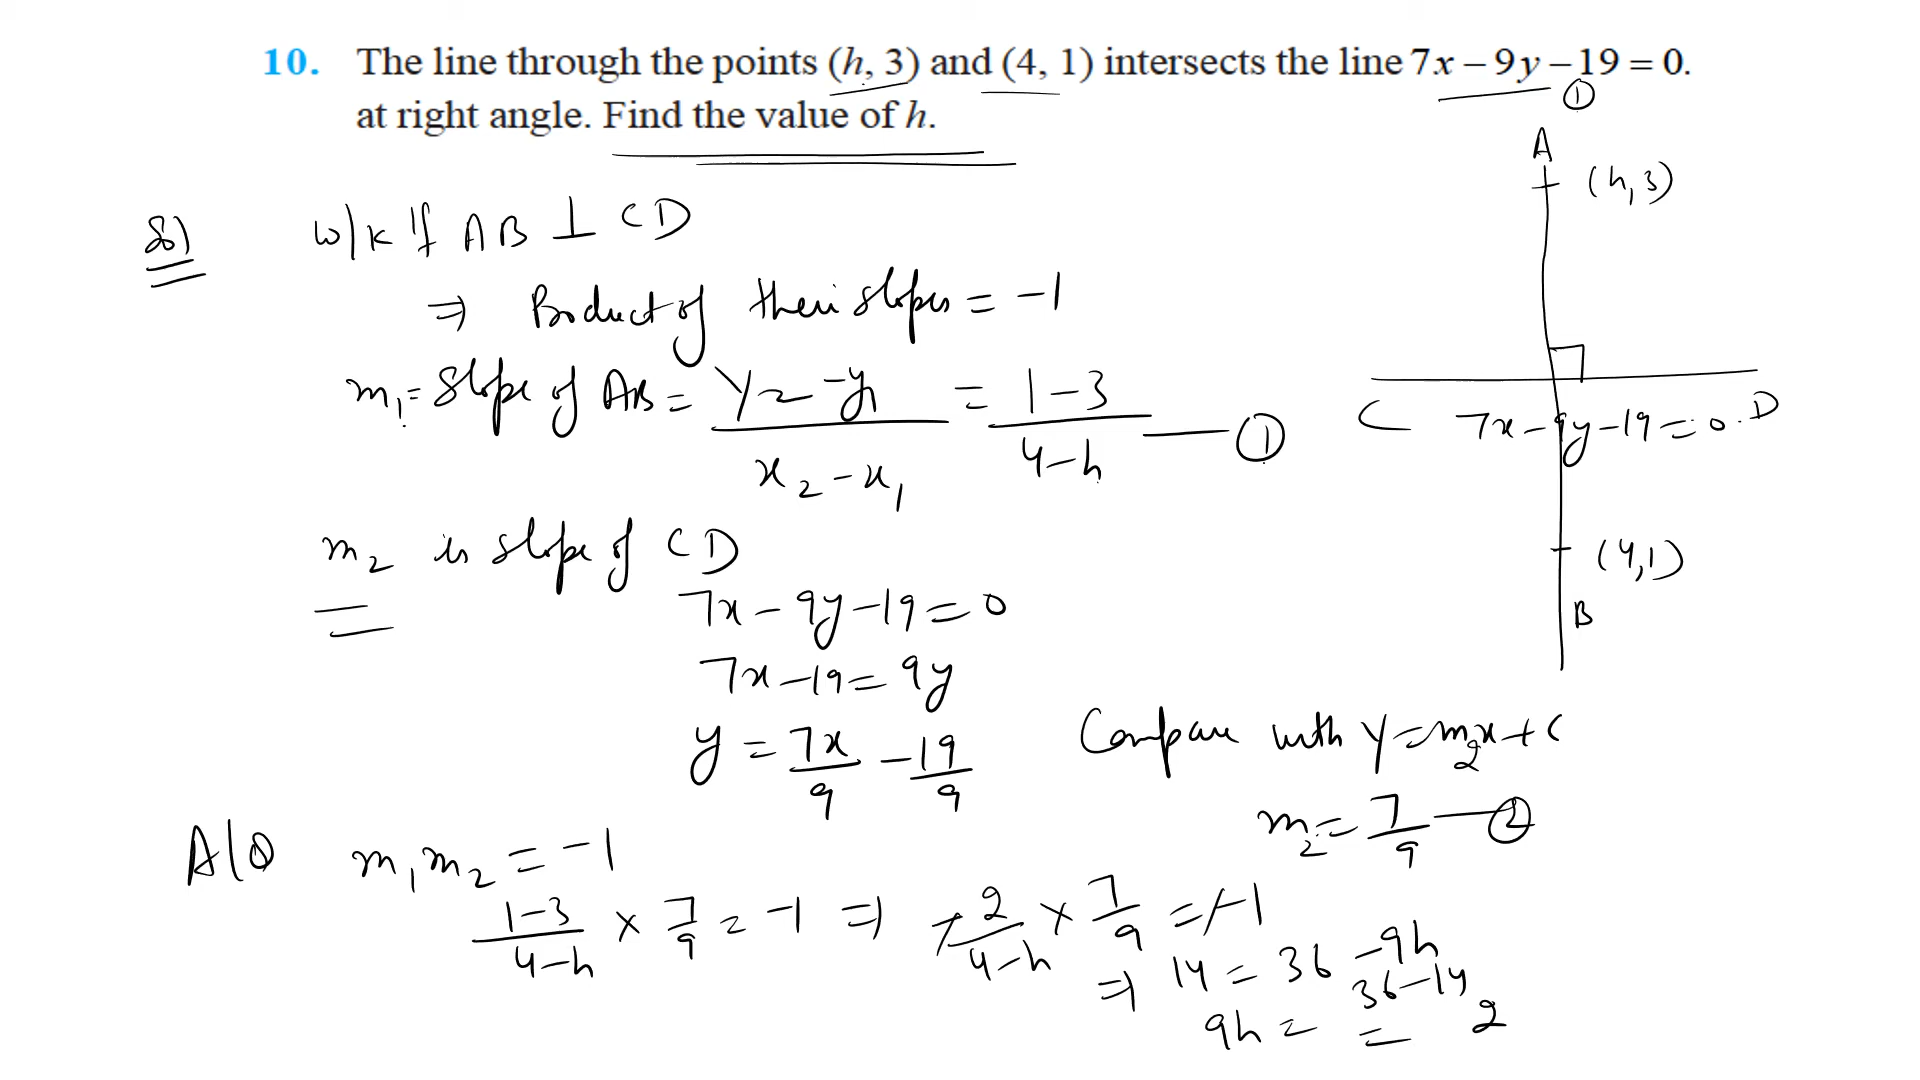 10. The line through the points (h, 3) and (4, 1) intersects the line 7x – 9y – 19 = 0.
①
at right angle. Find the value of h.
A
(h, 3)
Sol
w/k If AB ⊥ CD
⇒ Product of their slopes = -1
m₁ = Slope of AB = (y₂ - y₁)/(x₂ - x₁) = (1-3)/(4-h) — ①
C 7x - 9y - 19 = 0. D
m₂ is slope of CD
(4,1)
B
7x - 9y - 19 = 0
7x - 19 = 9y
y = 7x/9 - 19/9
Compare with y = m₂x + c
m₂ = 7/9 — ②
A/Q m₁m₂ = -1
(1-3)/(4-h) × 7/9 = -1 ⇒ -2/(4-h) × 7/9 = -1
⇒ 14 = 36 - 9h
9h = 36-14
= 2